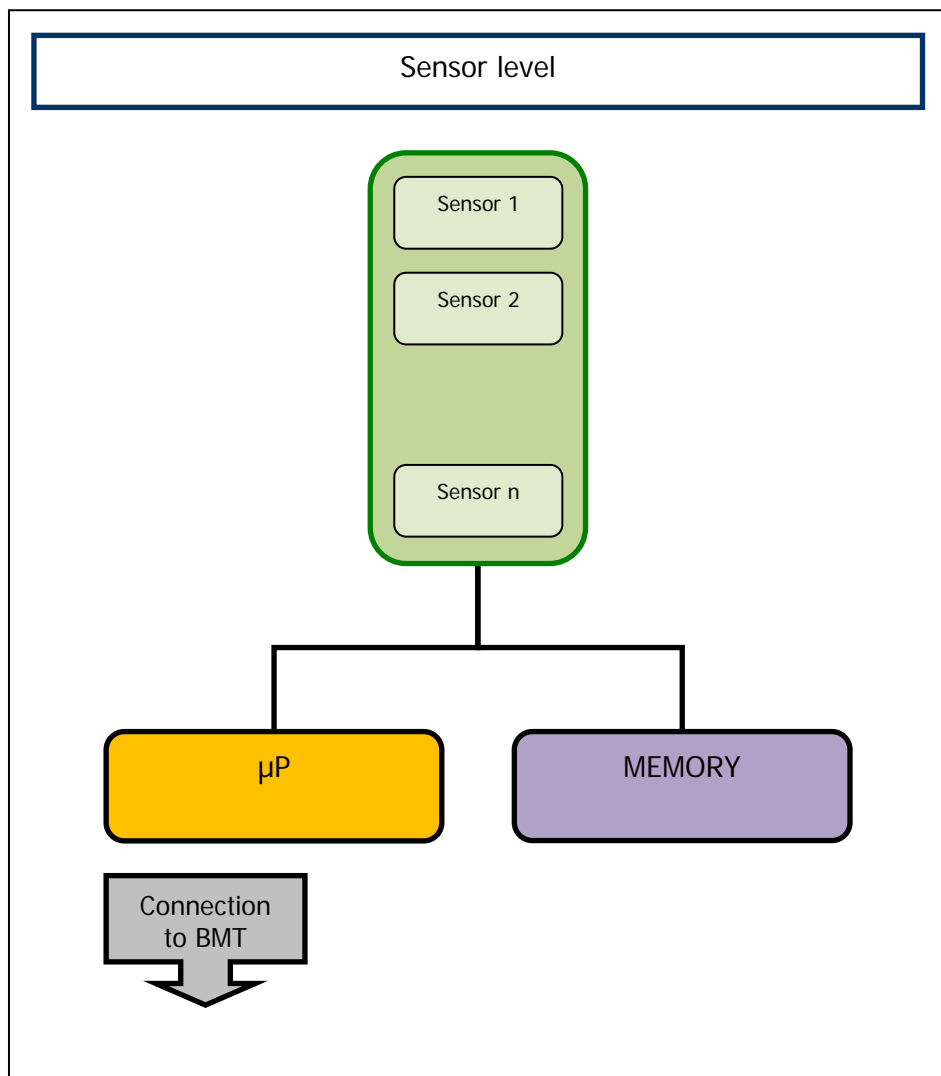 Sensor level
Sensor 1
Sensor 2
Sensor n
µP
MEMORY
Connection
to BMT